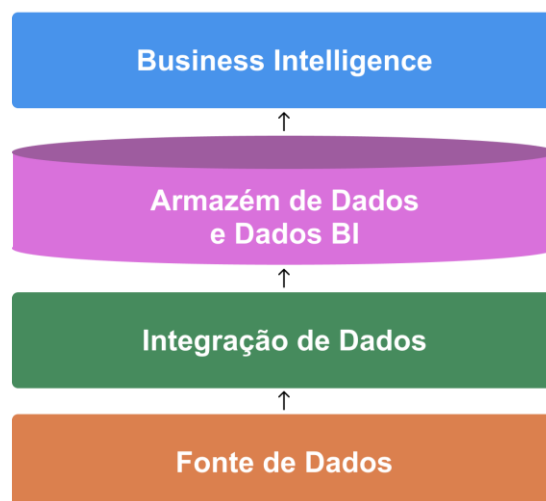 Business Intelligence
Armazém de Dados
e Dados BI
Integração de Dados
Fonte de Dados